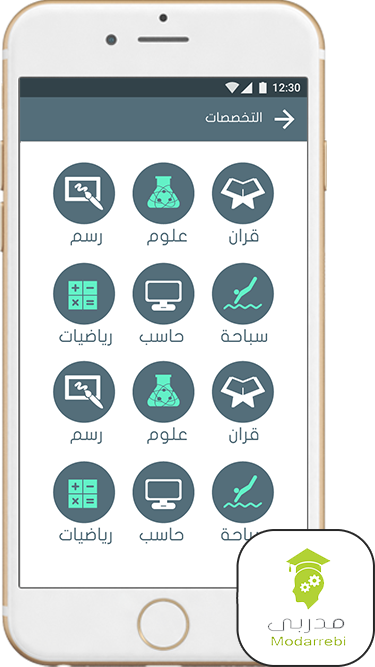 12:30
التخصصات
قران علوم رسم
سباحة حاسب رياضيات
قران علوم رسم
سباحة حاسب رياضيات
مدربي
Modarrebi